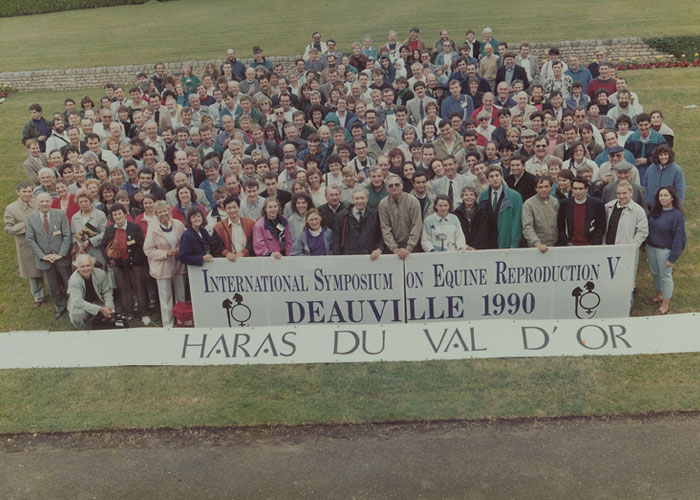 INTERNATIONAL SYMPOSIUM ON EQUINE REPRODUCTION V
DEAUVILLE 1990
HARAS DU VAL D'OR